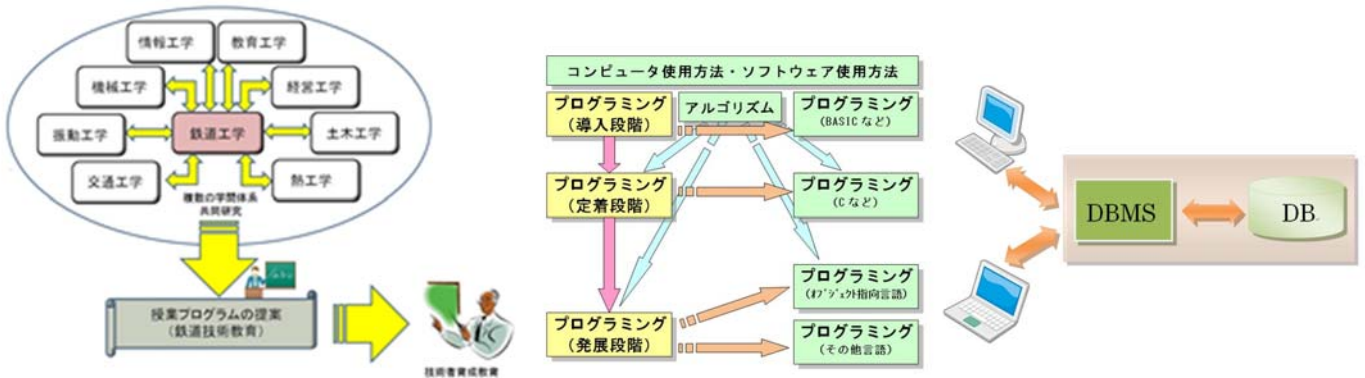 情報工学
教育工学
機械工学
経営工学
振動工学
鉄道工学
土木工学
交通工学
熱工学
複数の学問体系
共同研究
授業プログラムの提案
(鉄道技術教育)
技術者育成教育
コンピュータ使用方法・ソフトウェア使用方法
プログラミング
(導入段階)
アルゴリズム
プログラミング
(BASICなど)
プログラミング
(定着段階)
プログラミング
(Cなど)
プログラミング
(オブジェクト指向言語)
プログラミング
(発展段階)
プログラミング
(その他言語)
DBMS
DB